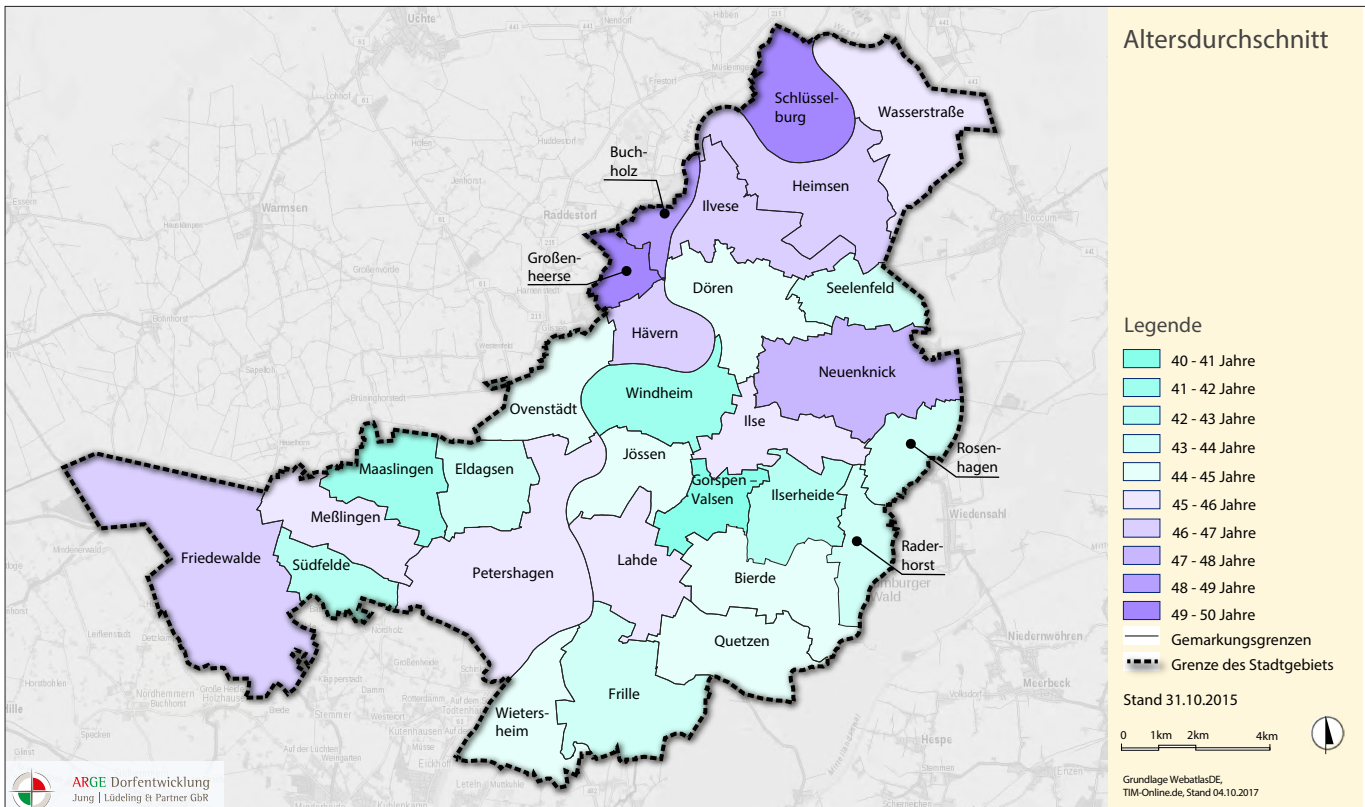 Altersdurchschnitt
Schlüssel-
burg
Wasserstraße
Buch-
holz
Heimsen
Ilvese
Großen-
heerse
Dören
Seelenfeld
Hävern
Neuenknick
Windheim
Ovenstädt
Ilse
Rosen-
hagen
Jössen
Maaslingen
Eldagsen
Gorspen –
Valsen
Ilserheide
Meßlingen
Friedewalde
Südfelde
Petershagen
Lahde
Bierde
Rader-
horst
Quetzen
Frille
Wieters-
heim
Uchte
Warmsen
Raddestorf
Loccum
Wiedensahl
Niedernwöhren
Meerbeck
Hespe
Nordhemmern
Legende
40 - 41 Jahre
41 - 42 Jahre
42 - 43 Jahre
43 - 44 Jahre
44 - 45 Jahre
45 - 46 Jahre
46 - 47 Jahre
47 - 48 Jahre
48 - 49 Jahre
49 - 50 Jahre
Gemarkungsgrenzen
Grenze des Stadtgebiets
Stand 31.10.2015
0 1km 2km 4km
Grundlage WebatlasDE,
TIM-Online.de, Stand 04.10.2017
ARGE Dorfentwicklung
Jung | Lüdeling & Partner GbR